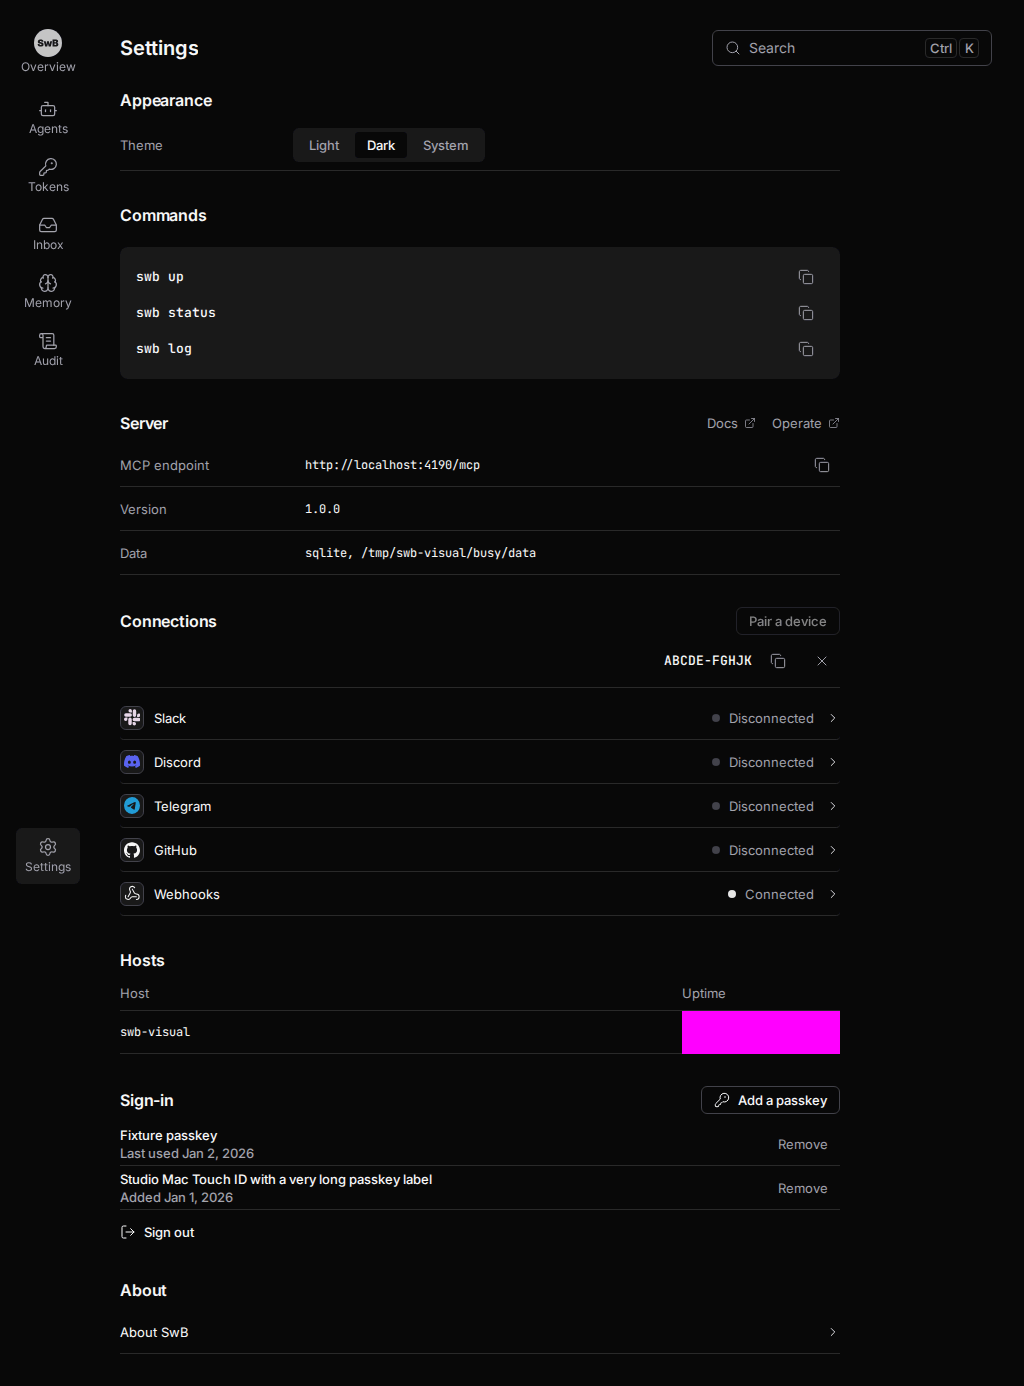 SwB
Overview
Agents
Tokens
Inbox
Memory
Audit
Settings
Settings
Search Ctrl K
Appearance
Theme Light Dark System
Commands
swb up
swb status
swb log
Server Docs Operate
MCP endpoint http://localhost:4190/mcp
Version 1.0.0
Data sqlite, /tmp/swb-visual/busy/data
Connections Pair a device
ABCDE-FGHJK
Slack Disconnected
Discord Disconnected
Telegram Disconnected
GitHub Disconnected
Webhooks Connected
Hosts
Host Uptime
swb-visual
Sign-in Add a passkey
Fixture passkey
Last used Jan 2, 2026 Remove
Studio Mac Touch ID with a very long passkey label
Added Jan 1, 2026 Remove
Sign out
About
About SwB